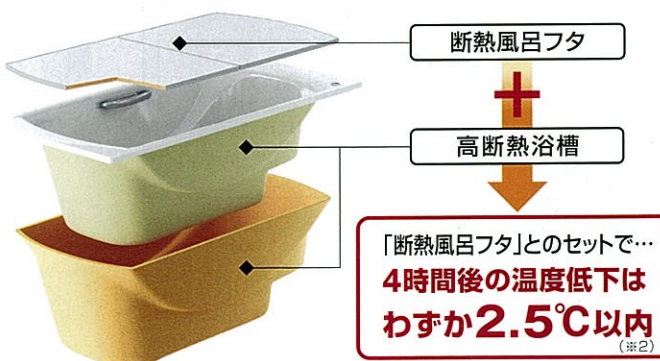 断熱風呂フタ
+
高断熱浴槽
「断熱風呂フタ」とのセットで…
4時間後の温度低下は
わずか2.5℃以内
(※2)